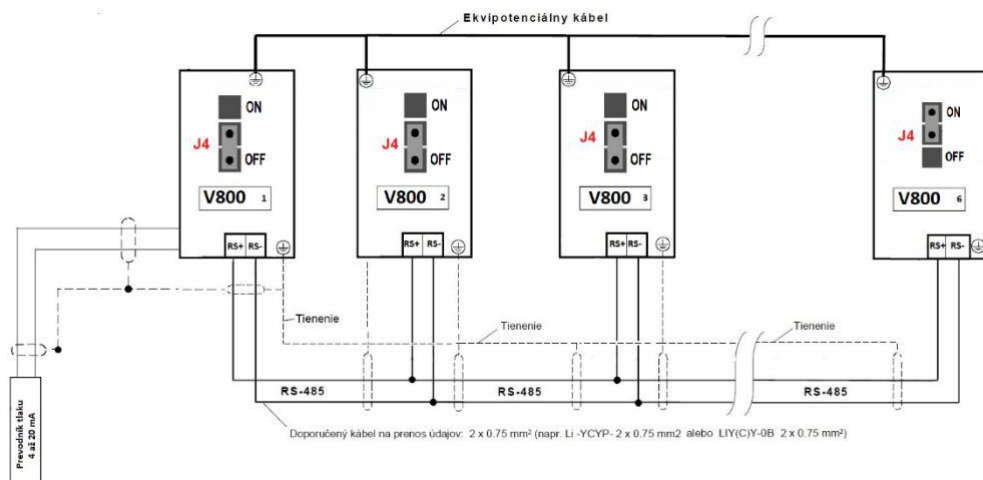 Ekvipotenciálny kábel
ON
J4
OFF
V800 1
RS+ RS-
ON
J4
OFF
V800 2
RS+ RS-
ON
J4
OFF
V800 3
RS+ RS-
ON
J4
OFF
V800 6
RS+ RS-
Tienenie
Tienenie
Tienenie
RS-485
RS-485
RS-485
Doporučený kábel na prenos údajov: 2 x 0.75 mm² (napr. Li -YCYP- 2 x 0.75 mm2 alebo LIY(C)Y-0B 2 x 0.75 mm²)
Prevodník tlaku
4 až 20 mA